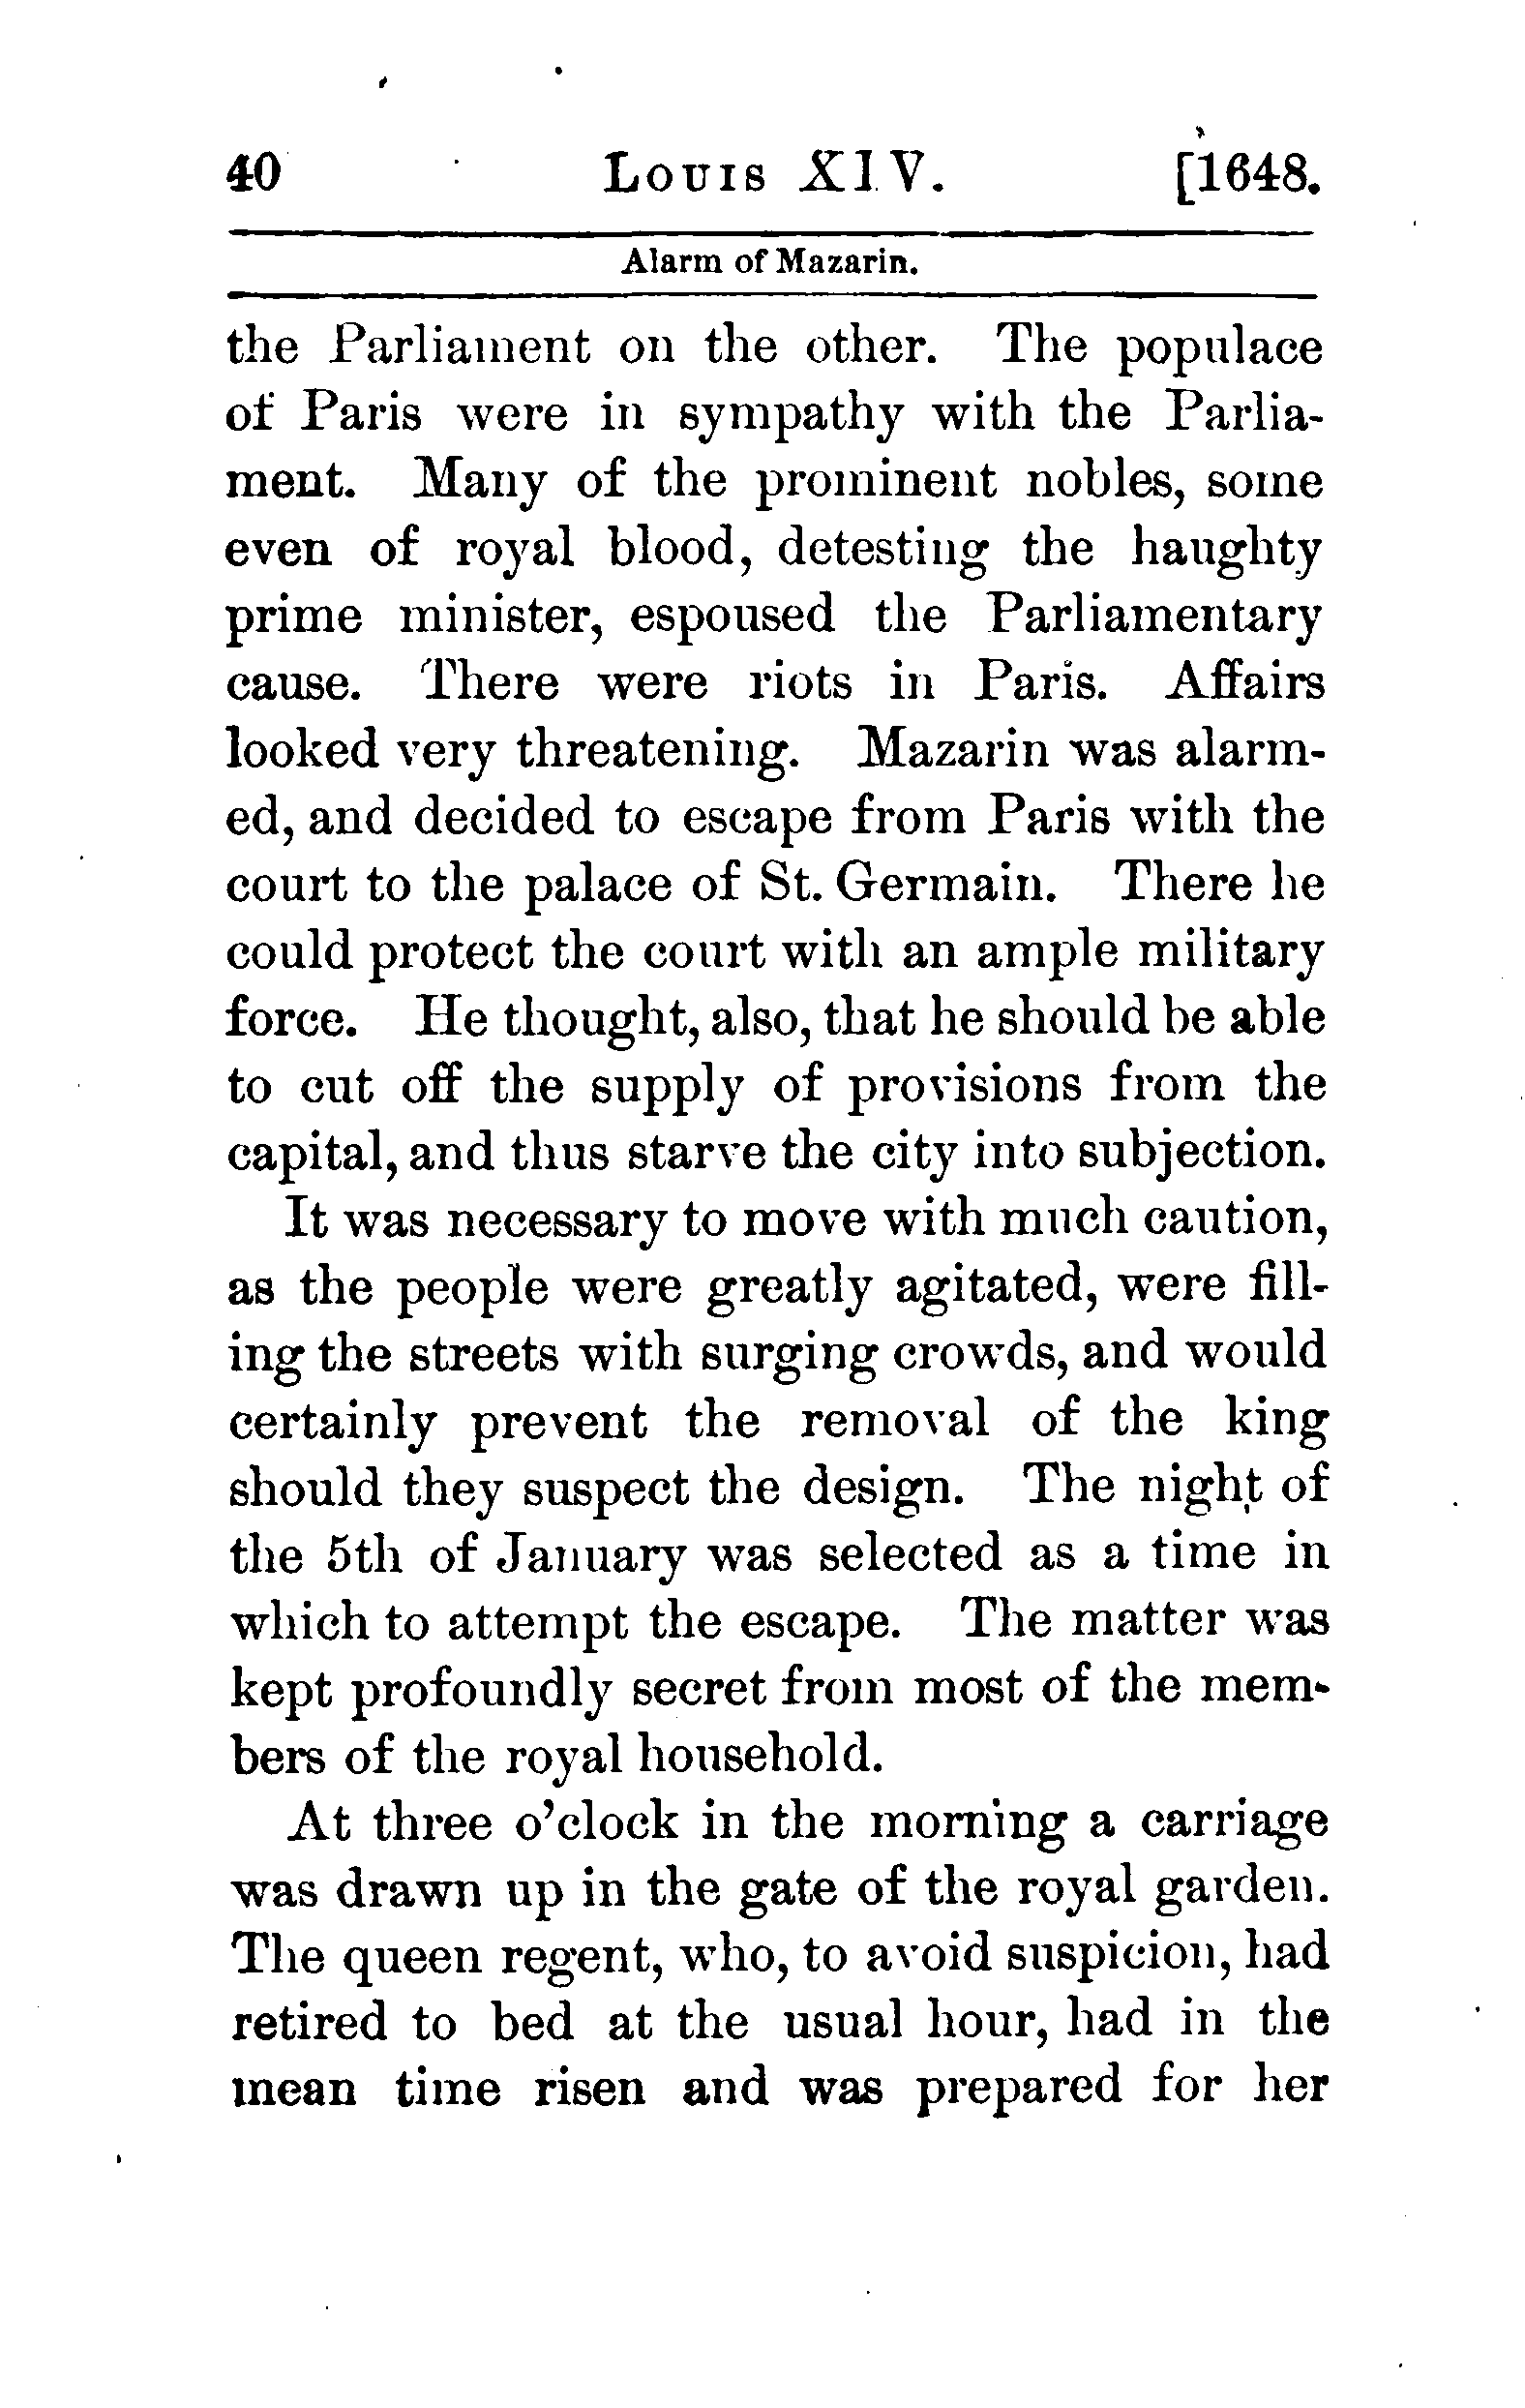 40 Louis XIV. [1648.
Alarm of Mazarin.
the Parliament on the other. The populace
of Paris were in sympathy with the Parlia-
ment. Many of the prominent nobles, some
even of royal blood, detesting the haughty
prime minister, espoused the Parliamentary
cause. There were riots in Paris. Affairs
looked very threatening. Mazarin was alarm-
ed, and decided to escape from Paris with the
court to the palace of St. Germain. There he
could protect the court with an ample military
force. He thought, also, that he should be able
to cut off the supply of provisions from the
capital, and thus starve the city into subjection.
It was necessary to move with much caution,
as the people were greatly agitated, were fill-
ing the streets with surging crowds, and would
certainly prevent the removal of the king
should they suspect the design. The night of
the 5th of January was selected as a time in
which to attempt the escape. The matter was
kept profoundly secret from most of the mem-
bers of the royal household.
At three o'clock in the morning a carriage
was drawn up in the gate of the royal garden.
The queen regent, who, to avoid suspicion, had
retired to bed at the usual hour, had in the
mean time risen and was prepared for her